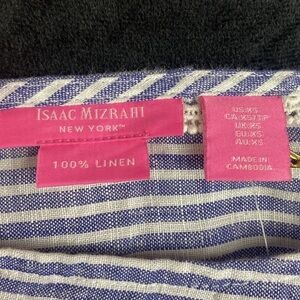 ISAAC MIZRAHI
NEW YORK™
100% LINEN
US:XS
CA:XS/TP
UK:XS
EU:XS
AU:XS
MADE IN
CAMBODIA